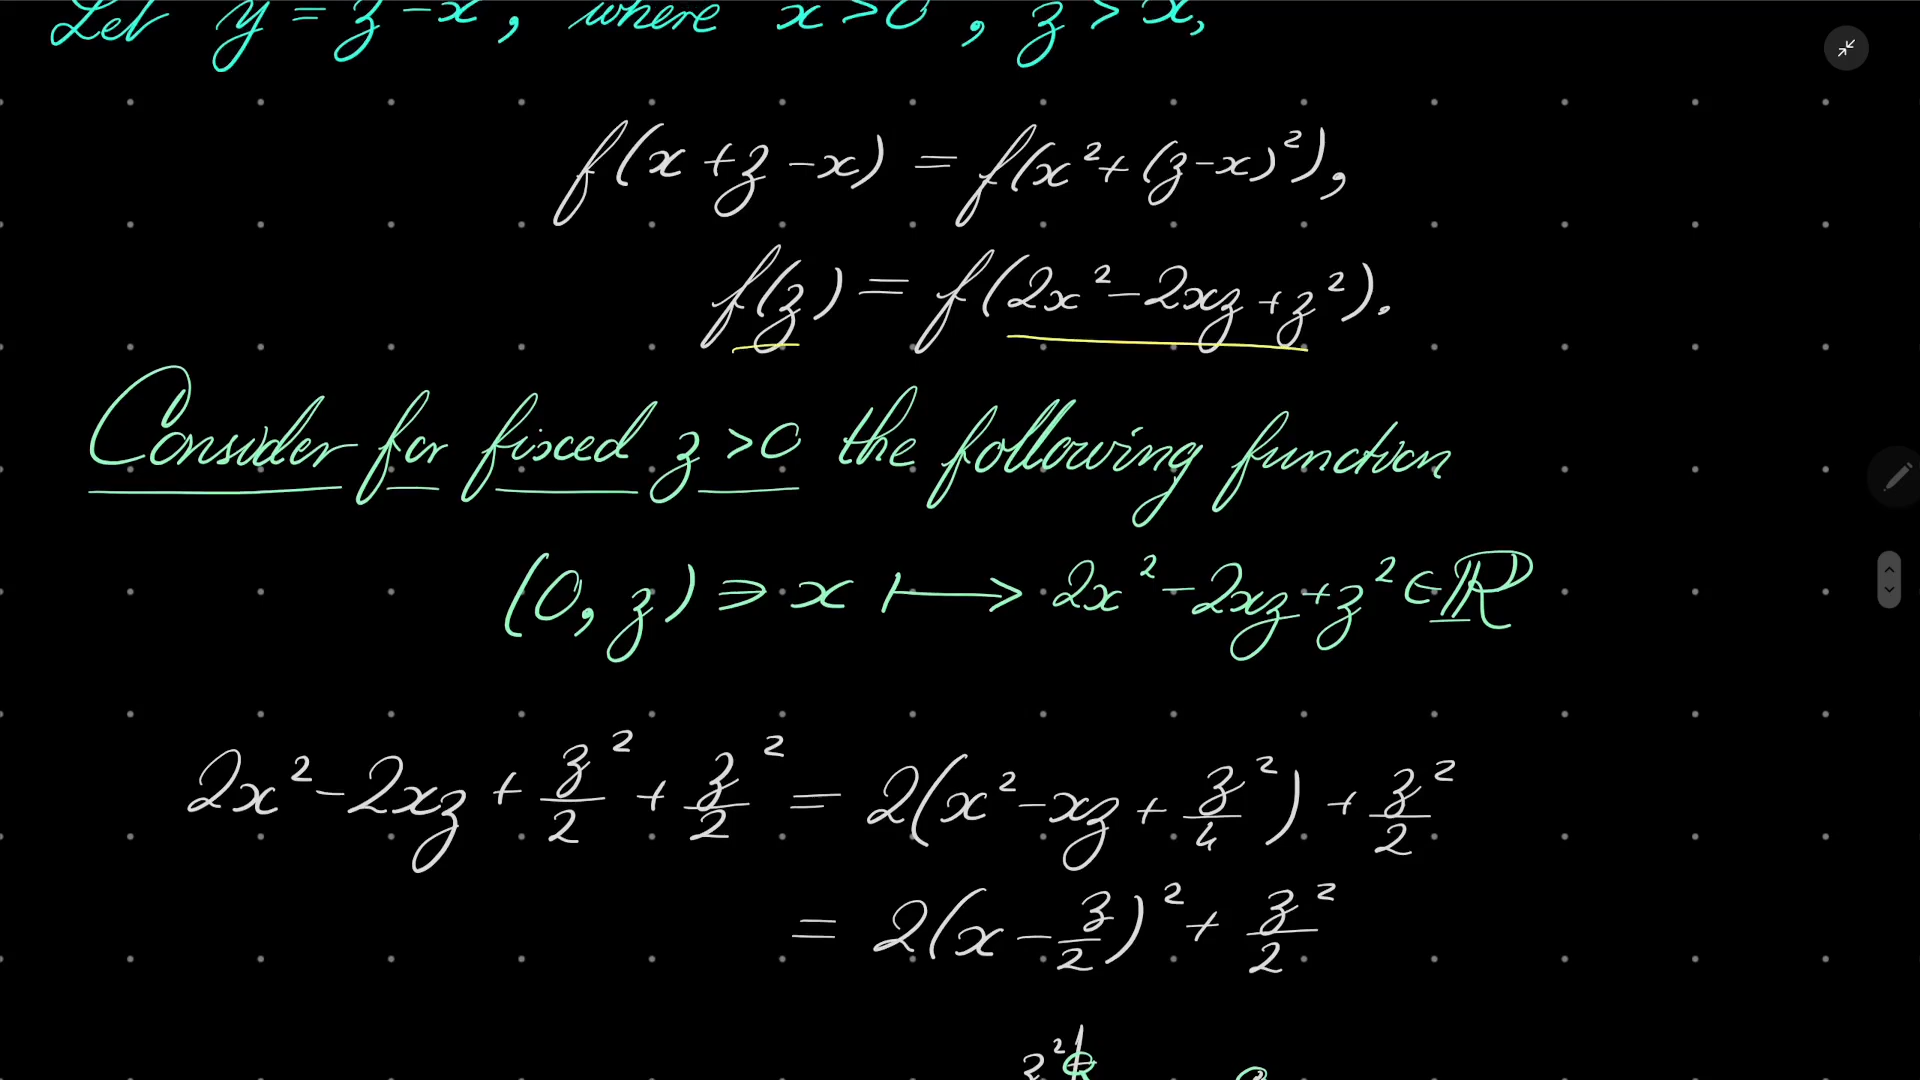 Let y = z - x, where x > 0, z > x,
f(x + z - x) = f(x² + (z - x)²),
f(z) = f(2x² - 2xz + z²).
Consider for fixed z > 0 the following function
(0, z) ∋ x ⟼ 2x² - 2xz + z² ∈ ℝ
2x² - 2xz + z²/2 + z²/2 = 2(x² - xz + z²/4) + z²/2
= 2(x - z/2)² + z²/2
z²